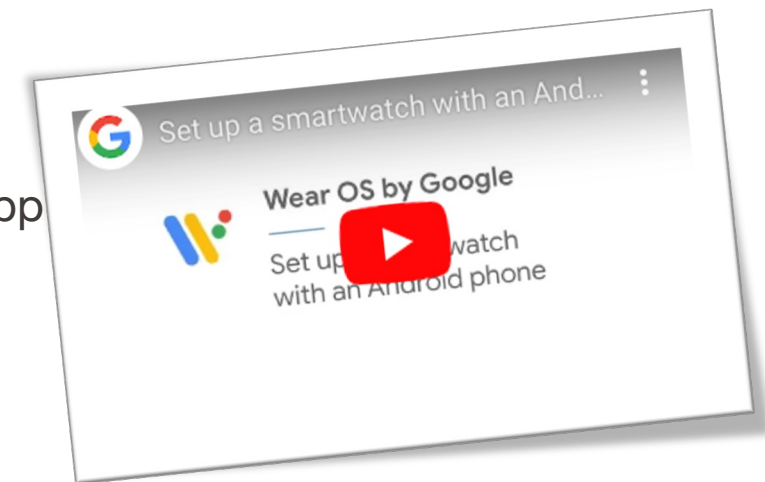 Set up a smartwatch with an And...
Wear OS by Google
Set up watch
with an Android phone